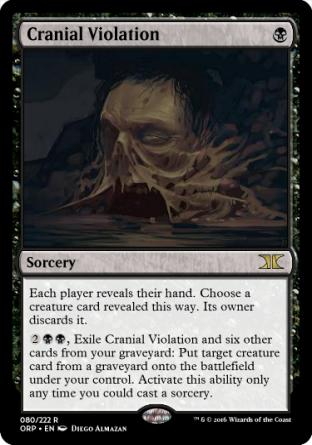 Cranial Violation
Sorcery
Each player reveals their hand. Choose a
creature card revealed this way. Its owner
discards it.
2, Exile Cranial Violation and six other
cards from your graveyard: Put target creature
card from a graveyard onto the battlefield
under your control. Activate this ability only
any time you could cast a sorcery.
080/222 R
ORP • EN Diego Almazan
™ & © 2016 Wizards of the Coast